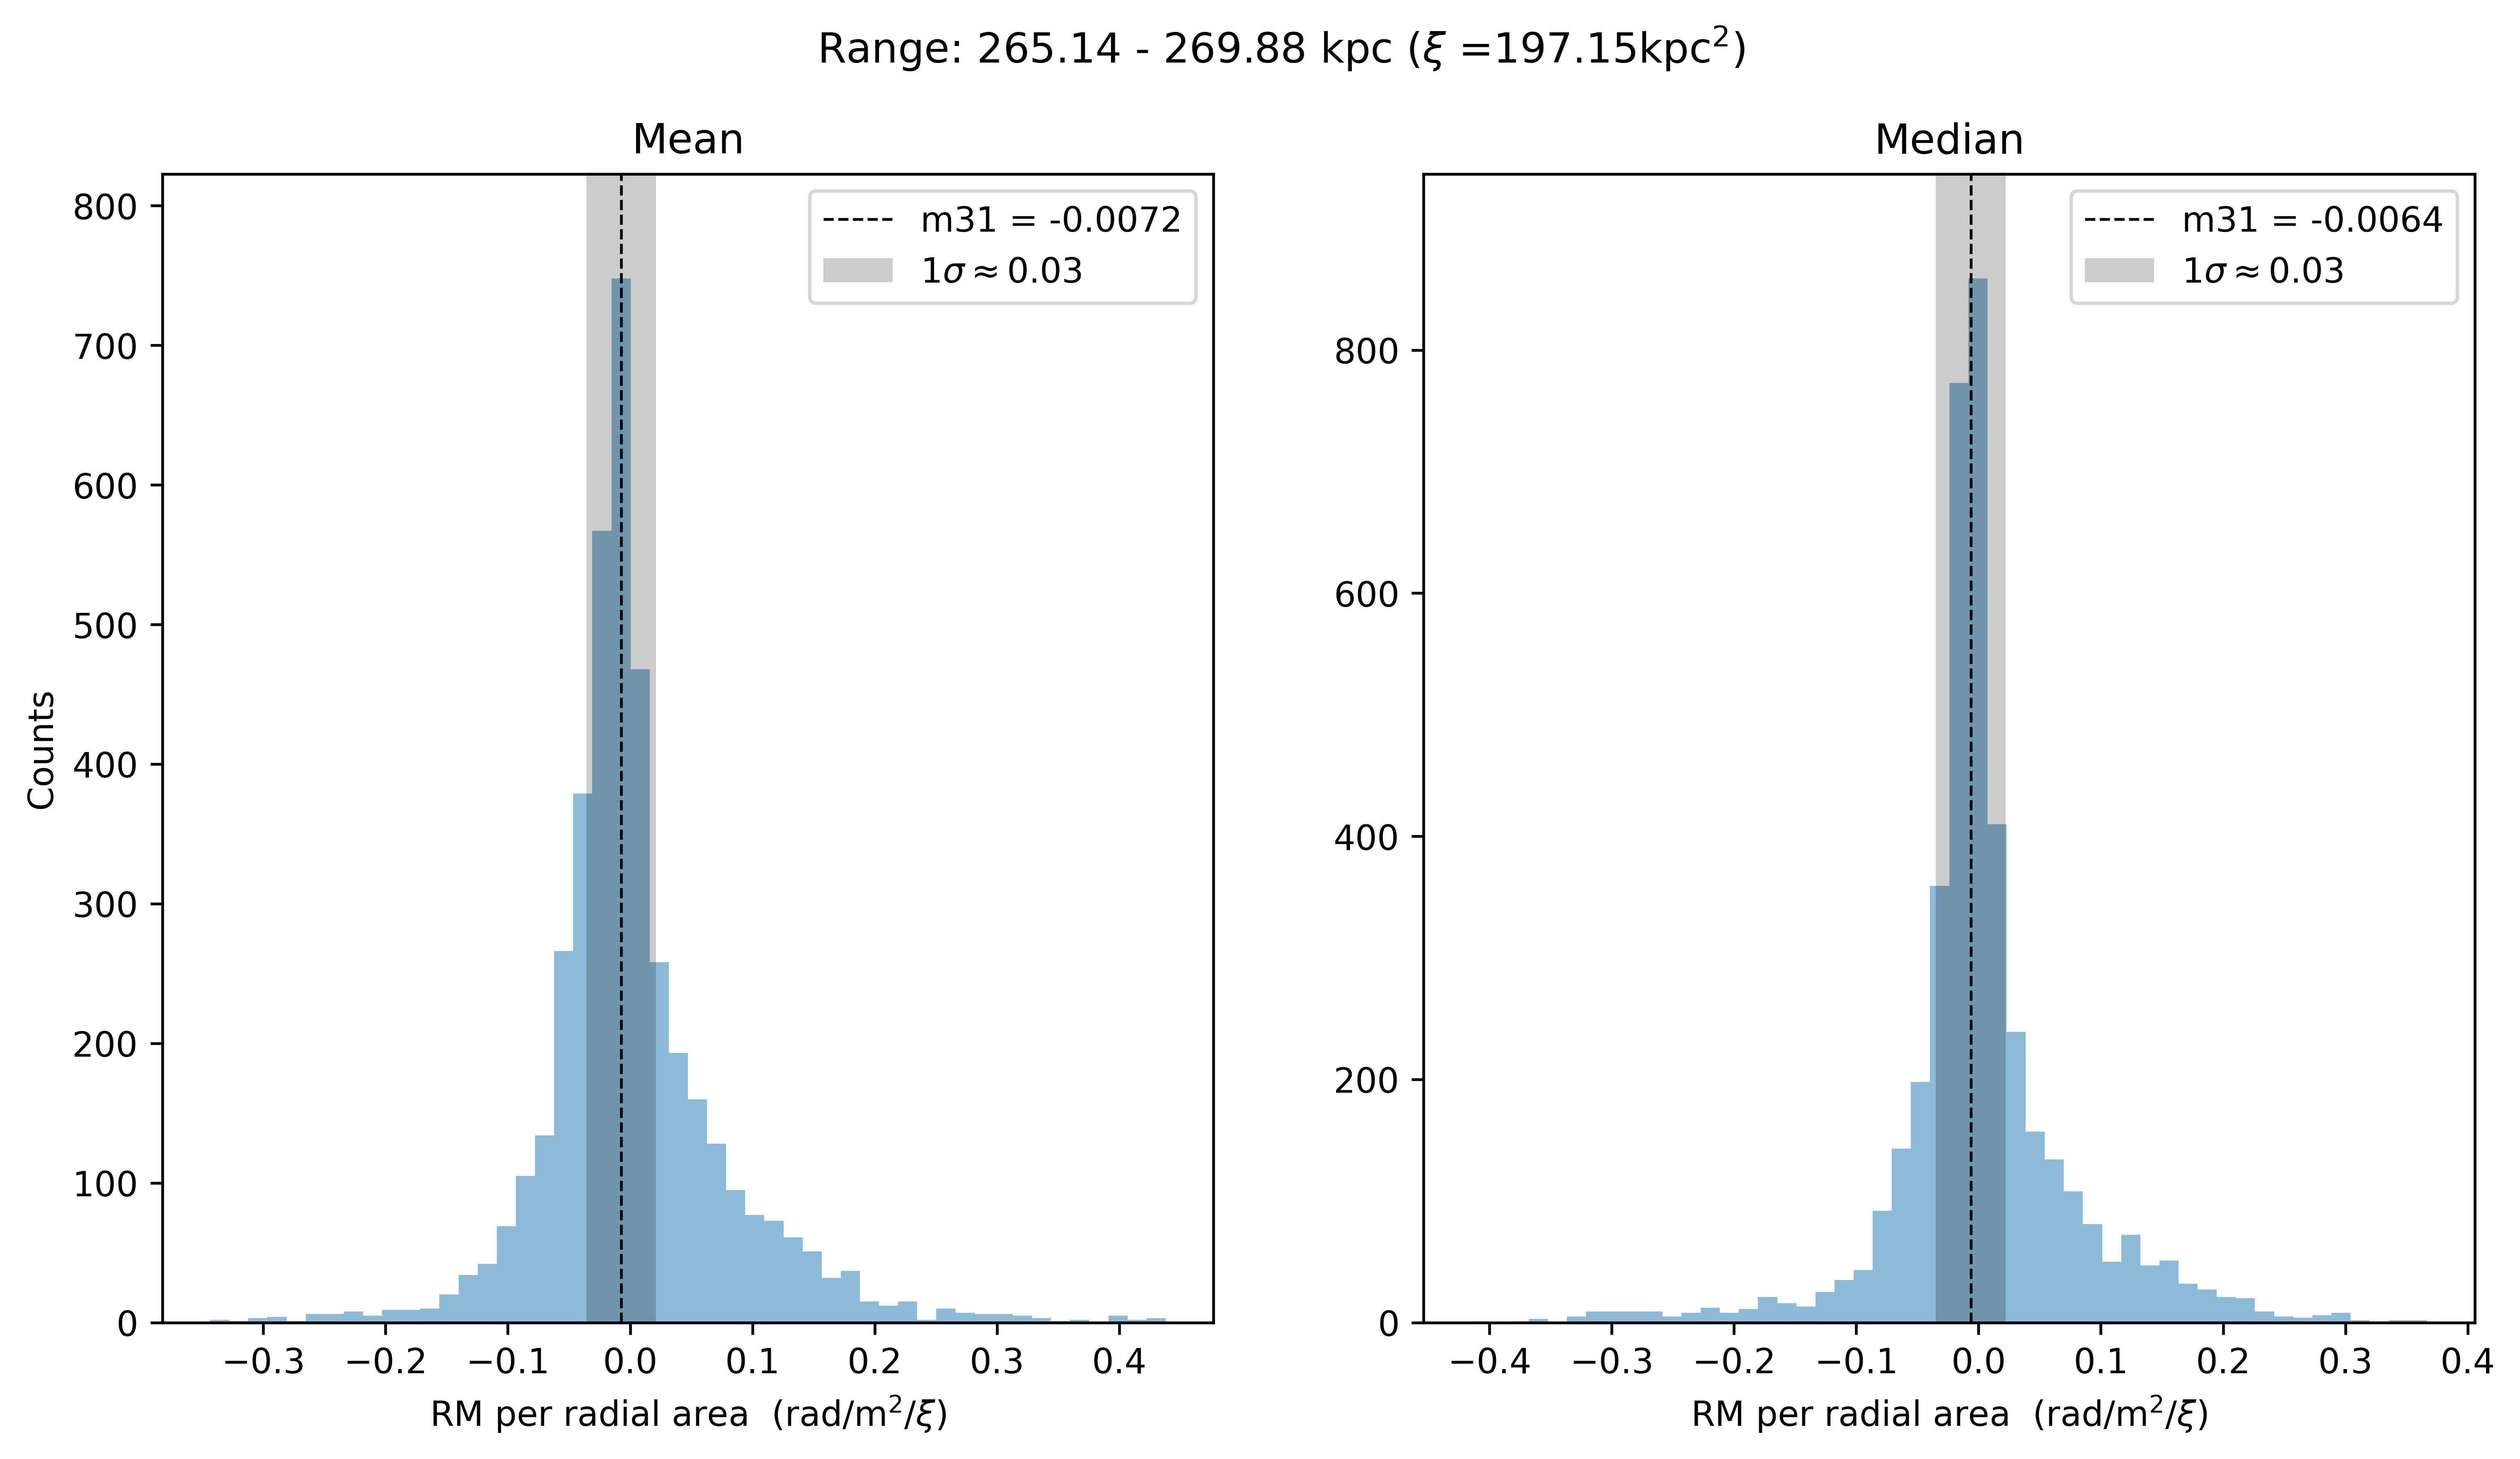 Range: 265.14 - 269.88 kpc (ξ =197.15kpc²)
Mean
800
700
600
500
400
300
200
100
0
Counts
m31 = -0.0072
1σ ≈ 0.03
−0.3 −0.2 −0.1 0.0 0.1 0.2 0.3 0.4
RM per radial area (rad/m²/ξ)
Median
800
600
400
200
0
m31 = -0.0064
1σ ≈ 0.03
−0.4 −0.3 −0.2 −0.1 0.0 0.1 0.2 0.3 0.4
RM per radial area (rad/m²/ξ)